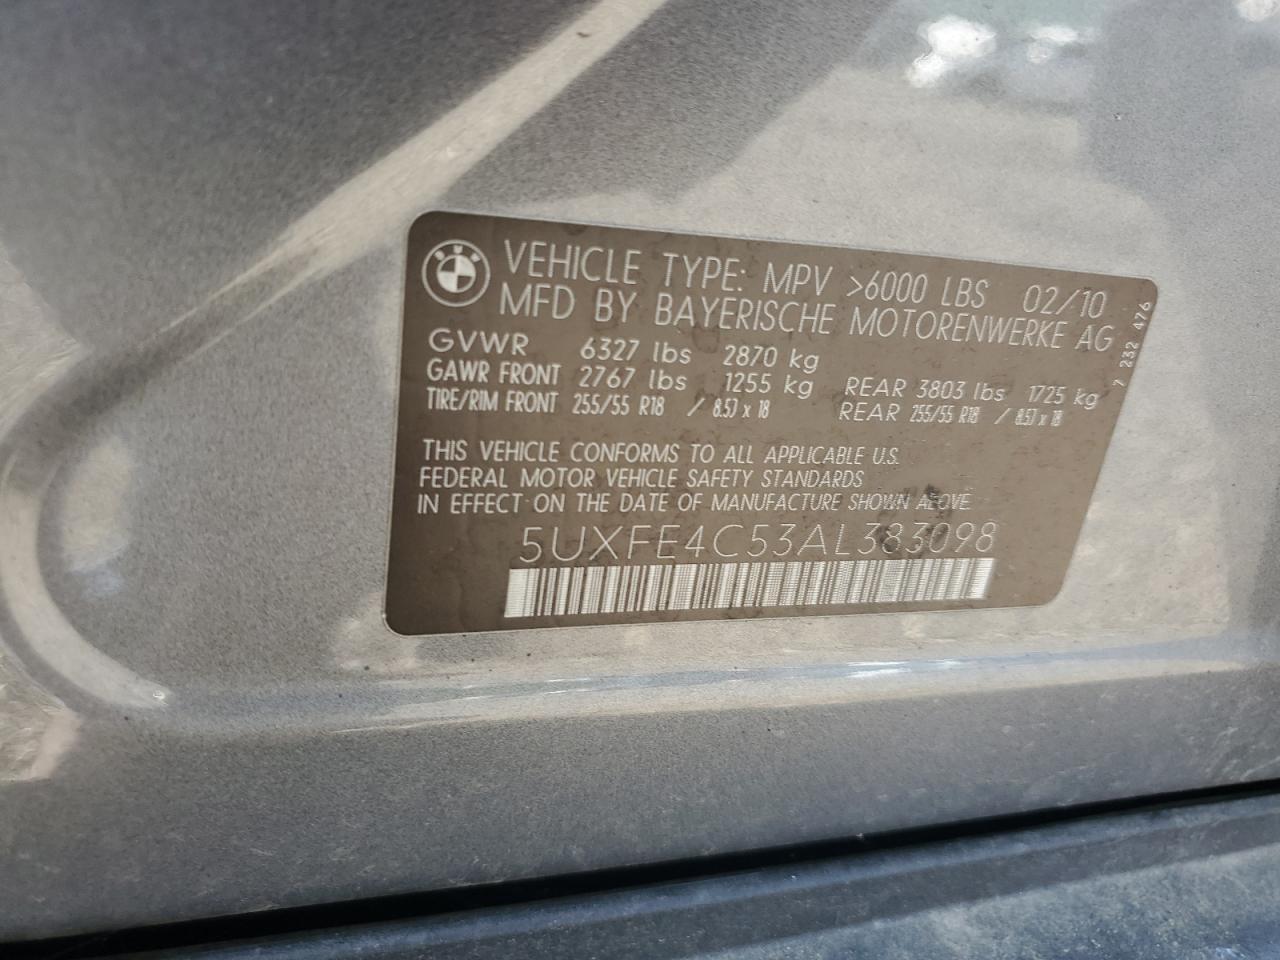 BMW
VEHICLE TYPE: MPV >6000 LBS 02/10
MFD BY BAYERISCHE MOTORENWERKE AG
GVWR 6327 lbs 2870 kg
GAWR FRONT 2767 lbs 1255 kg REAR 3803 lbs 1725 kg
TIRE/RIM FRONT 255/55 R18 / 8.5J x 18 REAR 255/55 R18 / 8.5J x 18
THIS VEHICLE CONFORMS TO ALL APPLICABLE U.S.
FEDERAL MOTOR VEHICLE SAFETY STANDARDS
IN EFFECT ON THE DATE OF MANUFACTURE SHOWN ABOVE.
5UXFE4C53AL383098
7 232 476